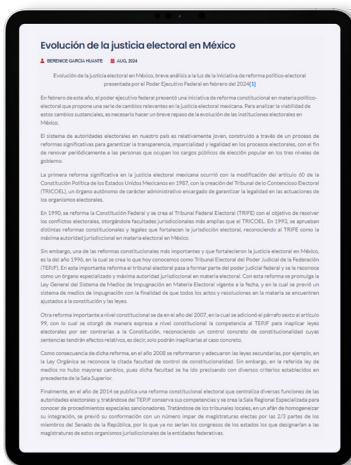 Evolución de la justicia electoral en México
BERENICE GARCÍA HUANTE AUG, 2024
Evolución de la justicia electoral en México, breve análisis a la luz de la iniciativa de reforma político-electoral
presentada por el Poder Ejecutivo Federal en febrero del 2024[1]
En febrero de este año, el poder ejecutivo federal presentó una iniciativa de reforma constitucional en materia político-
electoral que propone una serie de cambios relevantes en la justicia electoral mexicana. Para analizar la viabilidad de
estos cambios sustanciales, es necesario hacer un breve repaso de la evolución de las instituciones electorales en
México.
El sistema de autoridades electorales en nuestro país es relativamente joven, construido a través de un proceso de
reformas significativas para garantizar la transparencia, imparcialidad y legalidad en los procesos electorales, con el fin
de renovar periódicamente a las personas que ocupan los cargos públicos de elección popular en los tres niveles de
gobierno.
La primera reforma significativa en la justicia electoral mexicana ocurrió con la modificación del artículo 60 de la
Constitución Política de los Estados Unidos Mexicanos en 1987, con la creación del Tribunal de lo Contencioso Electoral
(TRICOEL), un órgano autónomo de carácter administrativo encargado de garantizar la legalidad en las actuaciones de
los organismos electorales.
En 1990, se reforma la Constitución Federal y se crea al Tribunal Federal Electoral (TRIFE) con el objetivo de resolver
los conflictos electorales, otorgándole facultades jurisdiccionales más amplias que el TRICOEL. En 1993, se aprueban
distintas reformas constitucionales y legales que fortalecieron la jurisdicción electoral, reconociendo al TRIFE como la
máxima autoridad jurisdiccional en materia electoral en México.
Sin embargo, una de las reformas constitucionales más importantes y que fortalecieron la justicia electoral en México,
es la del año 1996, en la cual se crea lo que hoy conocemos como Tribunal Electoral del Poder Judicial de la Federación
(TEPJF). En esta importante reforma el tribunal electoral pasa a formar parte del poder judicial federal y se le reconoce
como un órgano especializado y máxima autoridad jurisdiccional en materia electoral. Con esta reforma se promulga la
Ley General del Sistema de Medios de Impugnación en Materia Electoral vigente a la fecha, y en la cual se previó un
sistema de medios de impugnación con la finalidad de que todos los actos y resoluciones en la materia se encuentren
ajustados a la constitución y las leyes.
Otra reforma importante a nivel constitucional se da en el año del 2007, en la cual se adicionó el párrafo sexto al artículo
99, con lo cual se otorgó de manera expresa a nivel constitucional la competencia al TEPJF para inaplicar leyes
electorales por ser contrarias a la Constitución, reconociendo un control concreto de constitucionalidad cuyas
sentencias tendrán efectos relativos, es decir, solo podrán inaplicarlas al caso concreto.
Como consecuencia de dicha reforma, en el año 2008 se reformaron y adecuaron las leyes secundarias, por ejemplo, en
la Ley Orgánica se reconoce la citada facultad de control de constitucionalidad. Sin embargo, en la referida ley de
medios no hubo mayores cambios, pues dicha facultad se ha ido precisando con diversos criterios establecidos en
precedente de la Sala Superior.
Finalmente, en el año de 2014 se publica una reforma constitucional electoral que centraliza diversas funciones de las
autoridades electorales y, tratándose del TEPJF conserva sus competencias y se crea la Sala Regional Especializada para
conocer de procedimientos especiales sancionadores. Tratándose de los tribunales locales, en un afán de homogeneizar
su integración, se previó su conformación con un número impar de magistraturas electas por las 2/3 partes de los
miembros del Senado de la República, por lo que ya no serían los congresos de los estados los que designarían a las
magistraturas de estos organismos jurisdiccionales de la entidades federativas.